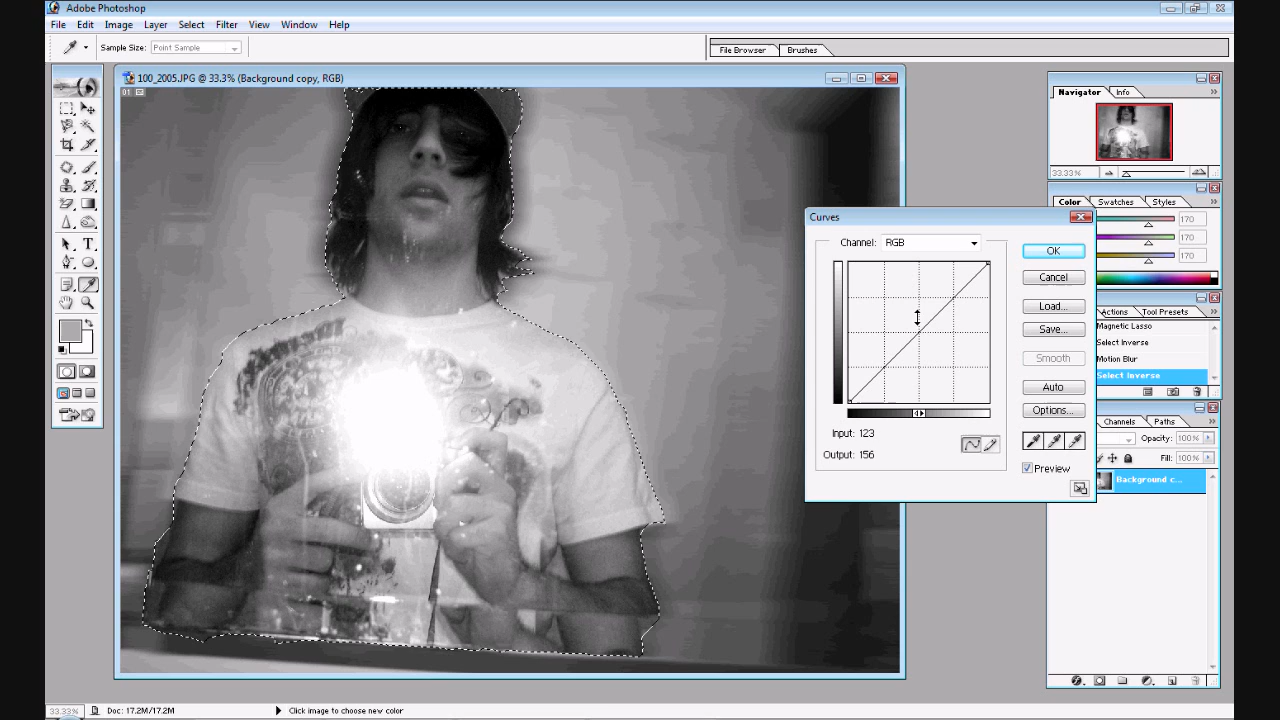 Adobe Photoshop
File Edit Image Layer Select Filter View Window Help
Sample Size: Point Sample
File Browser Brushes
100_2005.JPG @ 33.3% (Background copy, RGB)
01
Navigator Info
33.33%
Color Swatches Styles
170
170
170
Actions Tool Presets
Magnetic Lasso
Select Inverse
Motion Blur
Select Inverse
Channels Paths
Opacity: 100%
Fill: 100%
Background c...
Curves
Channel: RGB
OK
Cancel
Load...
Save...
Smooth
Auto
Options...
Input: 123
Output: 156
Preview
33.33% Doc: 17.2M/17.2M Click image to choose new color